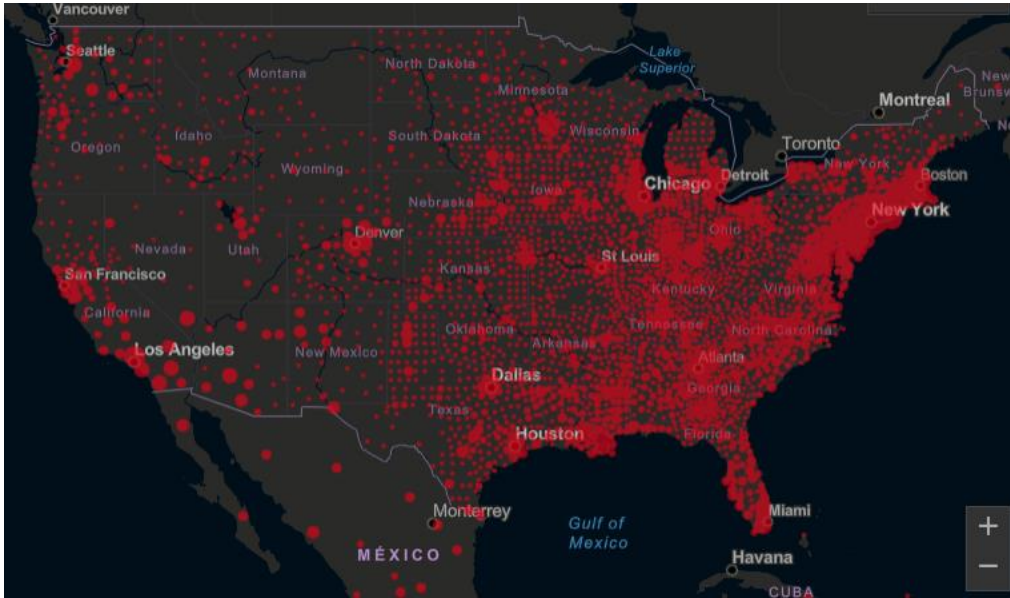 Vancouver
Seattle
Montana
North Dakota
Lake
Superior
Minnesota
Montreal
New
Brunsw
Oregon
Idaho
South Dakota
Wisconsin
Toronto
No
Wyoming
New York
Boston
Chicago
Detroit
Nebraska
Iowa
New York
Nevada
Utah
Denver
Ohio
San Francisco
Kansas
St Louis
Kentucky
Virginia
California
Oklahoma
Tennessee
North Carolina
Los Angeles
New Mexico
Arkansas
Atlanta
Dallas
Georgia
Texas
Houston
Florida
Monterrey
Gulf of
Mexico
Miami
MÉXICO
Havana
CUBA
+
−